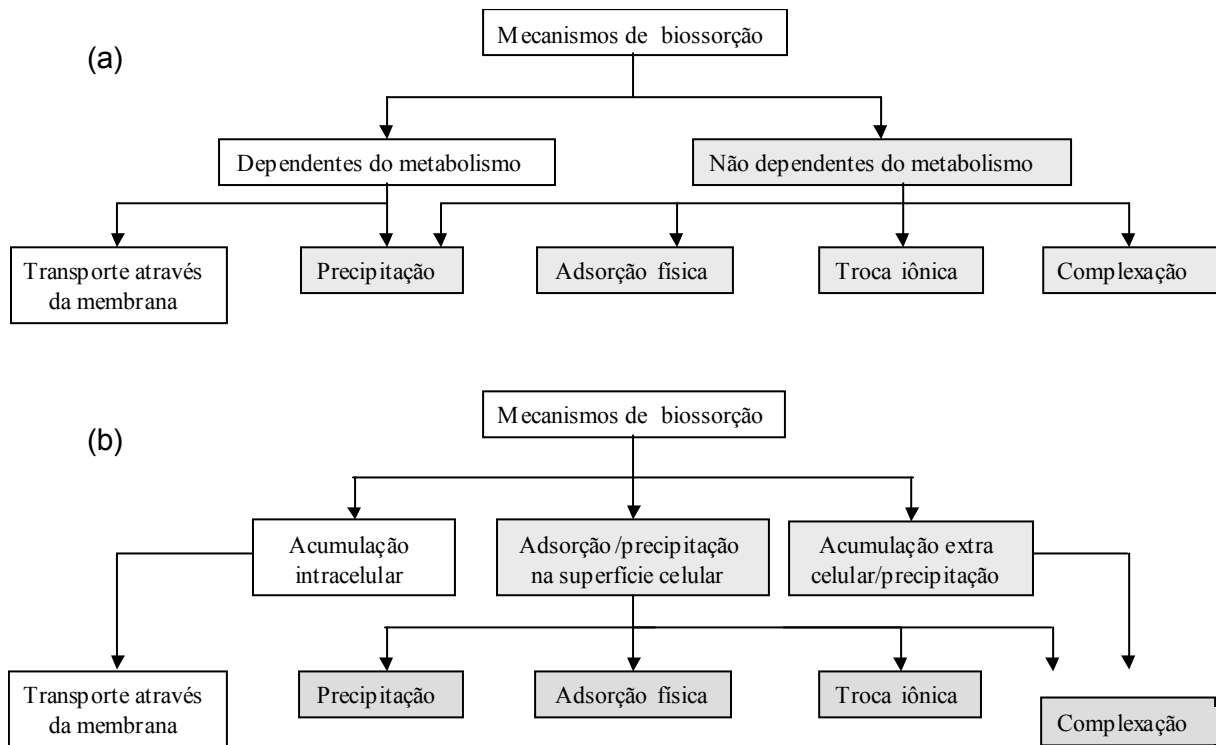 Mecanismos de biossorção
(a)
Dependentes do metabolismo
Não dependentes do metabolismo
Transporte através
da membrana
Precipitação
Adsorção física
Troca iônica
Complexação
Mecanismos de biossorção
(b)
Acumulação
intracelular
Adsorção/precipitação
na superfície celular
Acumulação extra
celular/precipitação
Transporte através
da membrana
Precipitação
Adsorção física
Troca iônica
Complexação